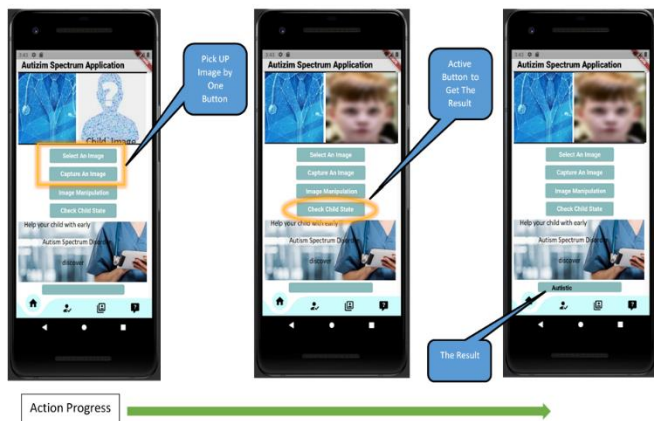 3:43
Autizim Spectrum Application
Child Image
Select An Image
Capture An Image
Image Manipulation
Check Child State
Help your child with early
Autism Spectrum Disorder
discover
Pick UP
Image by
One
Button
3:43
Autizim Spectrum Application
Select An Image
Capture An Image
Image Manipulation
Check Child State
Help your child with early
Autism Spectrum
discover
Active
Button to
Get The
Result
Autizim Spectrum Application
Select An Image
Capture An Image
Image Manipulation
Check Child State
Help your child with early
Autism Spectrum
discover
Autistic
The Result
Action Progress